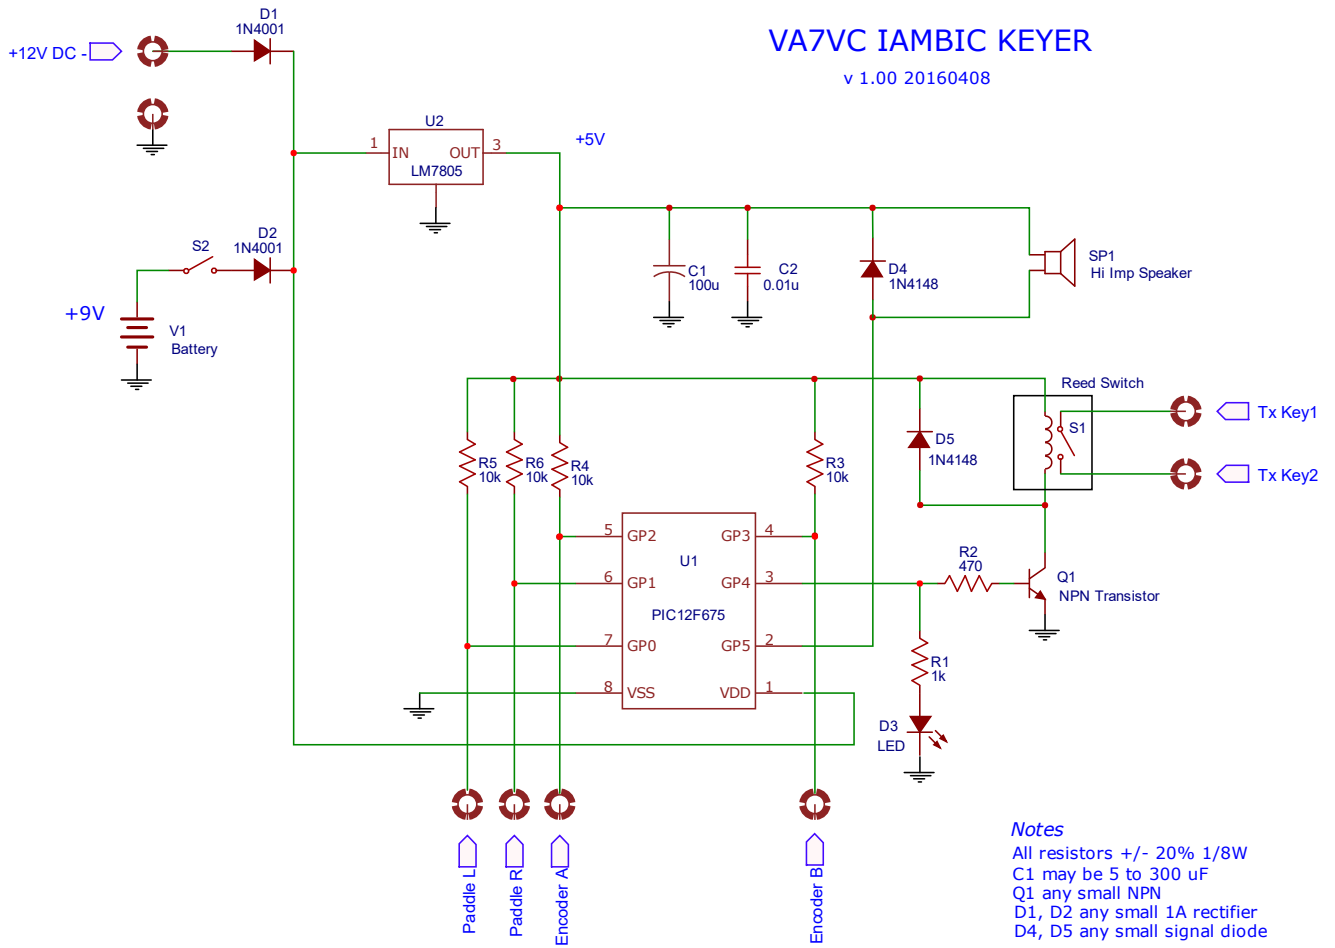 VA7VC IAMBIC KEYER
v 1.00 20160408
+12V DC -
D1
1N4001
U2
1
IN
OUT
3
LM7805
+5V
S2
D2
1N4001
+9V
V1
Battery
C1
100u
C2
0.01u
D4
1N4148
SP1
Hi Imp Speaker
Reed Switch
S1
Tx Key1
Tx Key2
D5
1N4148
R5
10k
R6
10k
R4
10k
R3
10k
5
GP2
GP3
4
U1
6
GP1
GP4
3
PIC12F675
7
GP0
GP5
2
8
VSS
VDD
1
R2
470
Q1
NPN Transistor
R1
1k
D3
LED
Paddle L
Paddle R
Encoder A
Encoder B
Notes
All resistors +/- 20% 1/8W
C1 may be 5 to 300 uF
Q1 any small NPN
D1, D2 any small 1A rectifier
D4, D5 any small signal diode